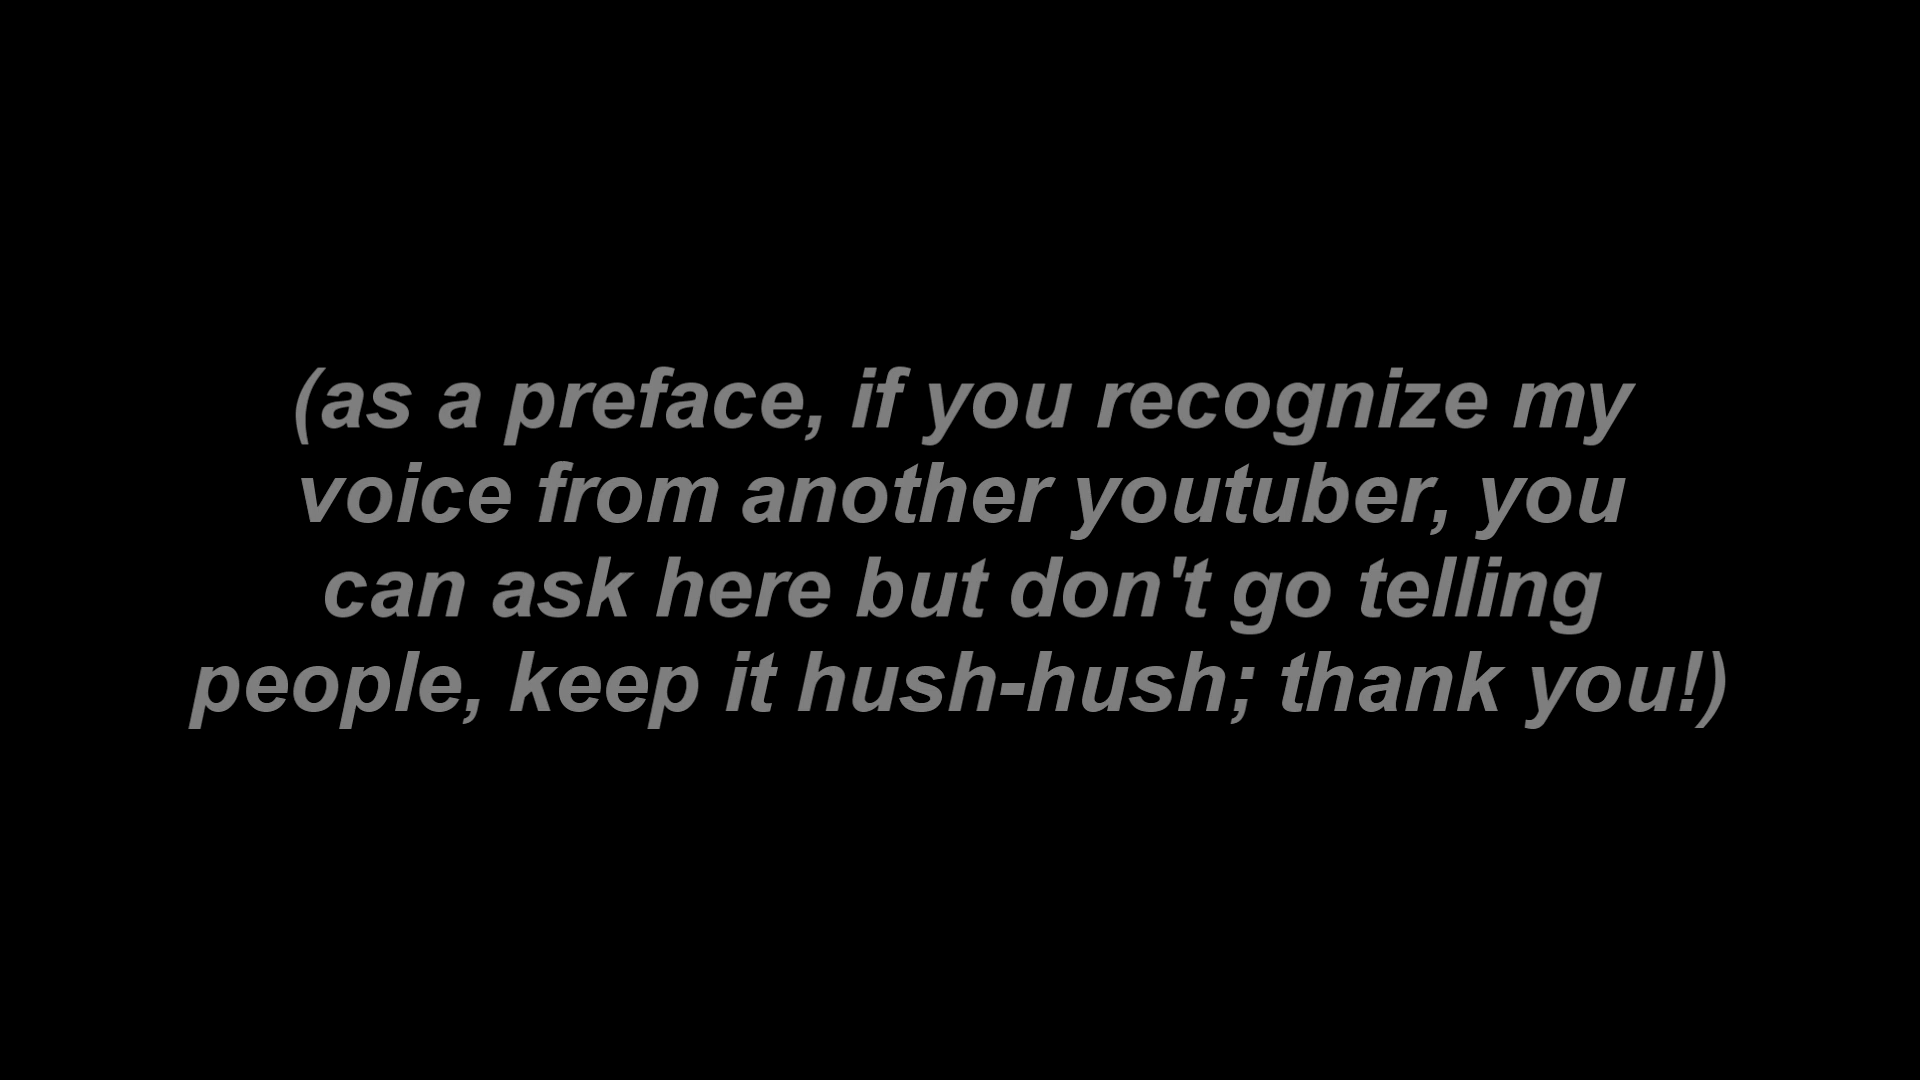 (as a preface, if you recognize my
voice from another youtuber, you
can ask here but don't go telling
people, keep it hush-hush; thank you!)